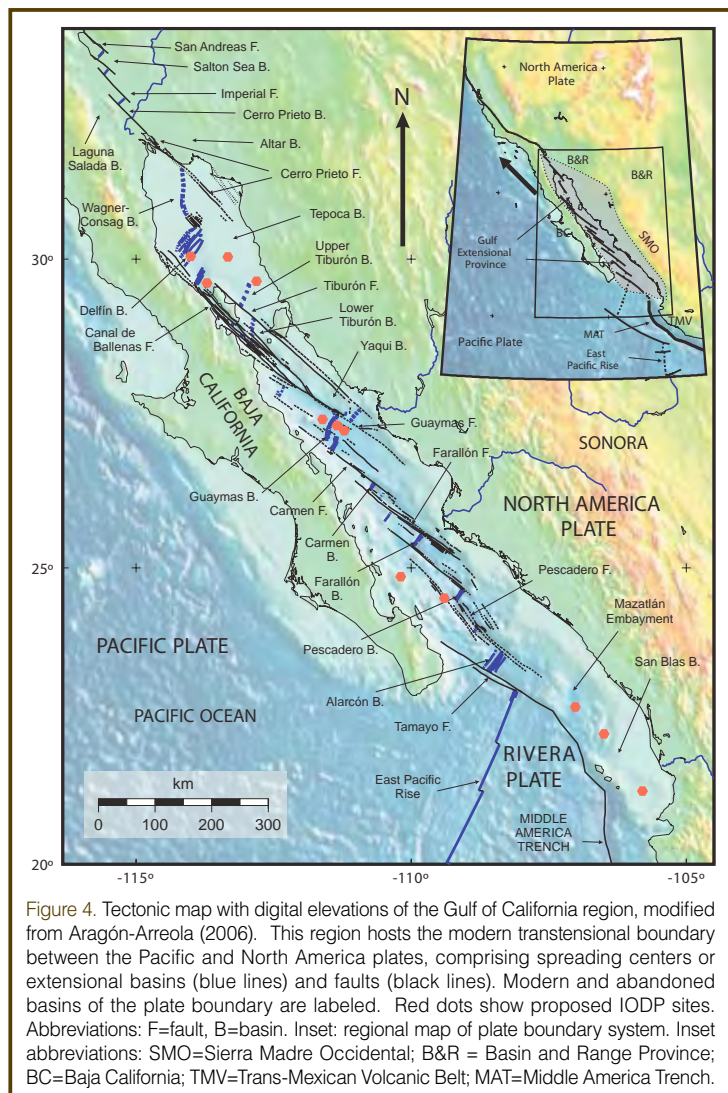 San Andreas F.
Salton Sea B.
Imperial F.
Cerro Prieto B.
Laguna
Salada B.
Altar B.
Cerro Prieto F.
Wagner-
Consag B.
Tepoca B.
Upper
Tiburón B.
Tiburón F.
Delfín B.
Lower
Tiburón B.
Canal de
Ballenas F.
Yaqui B.
BAJA
CALIFORNIA
Guaymas F.
Farallón F.
Guaymas B.
Carmen F.
Carmen
B.
Farallón
B.
Pescadero F.
Pescadero B.
Mazatlán
Embayment
San Blas B.
Alarcón B.
Tamayo F.
East Pacific
Rise
RIVERA
PLATE
MIDDLE
AMERICA
TRENCH
SONORA
NORTH AMERICA
PLATE
PACIFIC PLATE
PACIFIC OCEAN
N
km
0 100 200 300
30°
25°
20°
-115° -110° -105°
North America
Plate
B&R
B&R
SMO
BC
Gulf
Extensional
Province
TMV
MAT
East
Pacific Rise
Pacific Plate
Figure 4. Tectonic map with digital elevations of the Gulf of California region, modified
from Aragón-Arreola (2006). This region hosts the modern transtensional boundary
between the Pacific and North America plates, comprising spreading centers or
extensional basins (blue lines) and faults (black lines). Modern and abandoned
basins of the plate boundary are labeled. Red dots show proposed IODP sites.
Abbreviations: F=fault, B=basin. Inset: regional map of plate boundary system. Inset
abbreviations: SMO=Sierra Madre Occidental; B&R = Basin and Range Province;
BC=Baja California; TMV=Trans-Mexican Volcanic Belt; MAT=Middle America Trench.